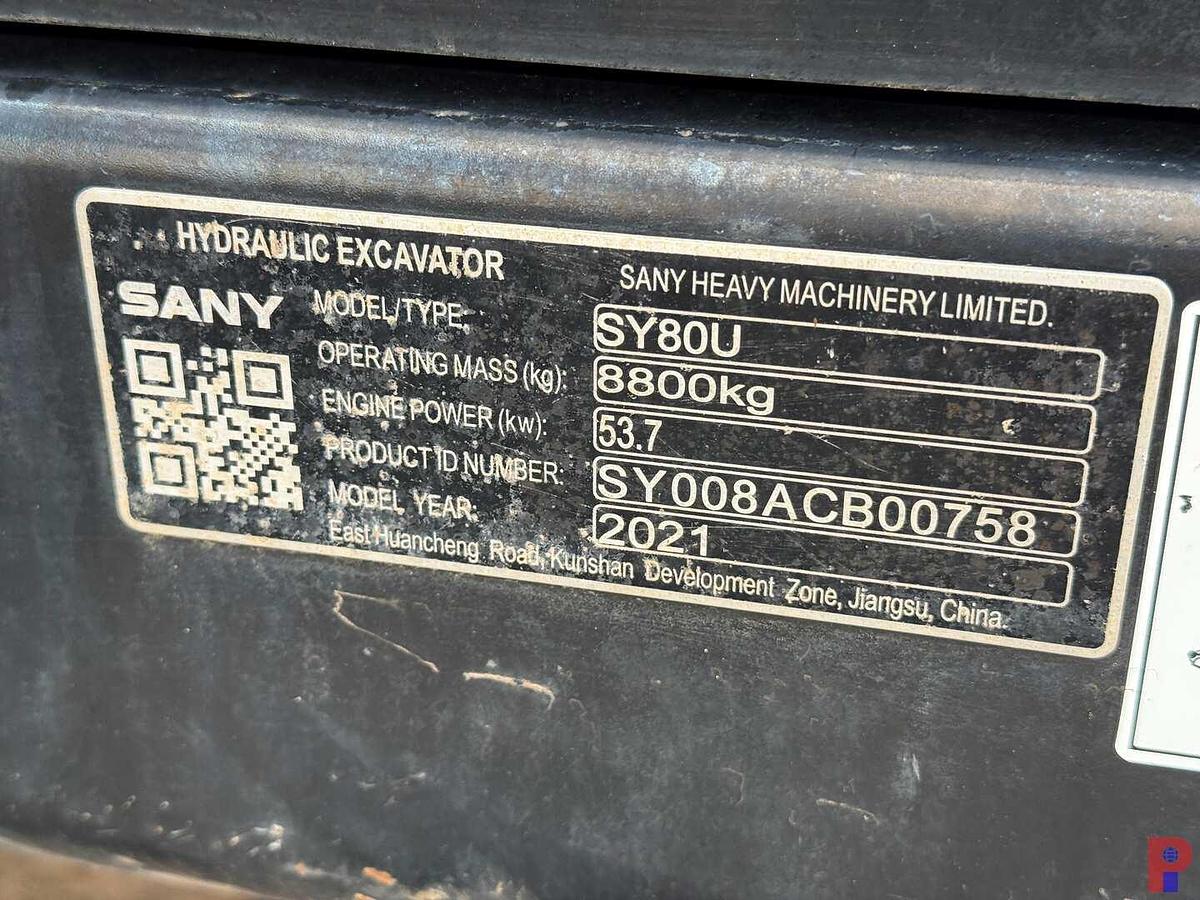 HYDRAULIC EXCAVATOR
SANY HEAVY MACHINERY LIMITED.
SANY
MODEL/TYPE: SY80U
OPERATING MASS (kg): 8800kg
ENGINE POWER (kw): 53.7
PRODUCT ID NUMBER: SY008ACB00758
MODEL YEAR: 2021
East Huancheng Road, Kunshan Development Zone, Jiangsu, China.
PI